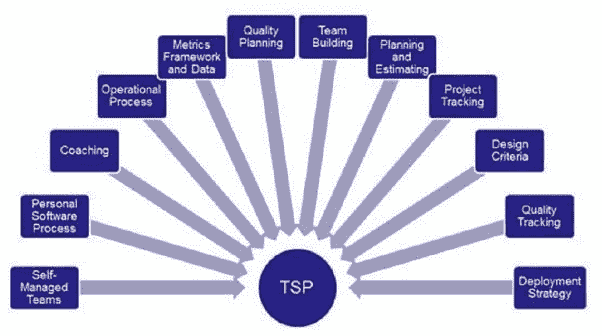 Quality
Planning
Team
Building
Metrics
Framework
and Data
Planning
and
Estimating
Operational
Process
Project
Tracking
Coaching
Design
Criteria
Personal
Software
Process
Quality
Tracking
Self-
Managed
Teams
TSP
Deployment
Strategy